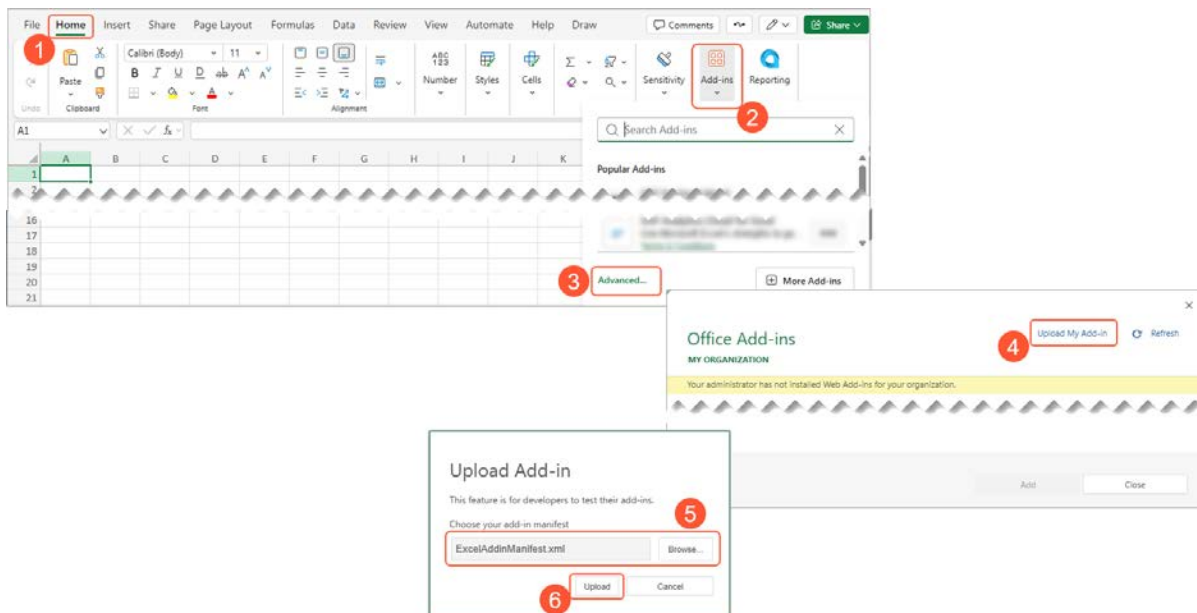 File Home Insert Share Page Layout Formulas Data Review View Automate Help Draw Comments Share
1
Calibri (Body) 11
ABC
123
Paste
B I U D ab A^ A˅
Number Styles Cells Sensitivity Add-ins Reporting
Undo Clipboard Font Alignment
2
A1 fx Search Add-ins
A B C D E F G H I J K
Popular Add-ins
1
2
16
17
18
19
20
21
3 Advanced... More Add-ins
Office Add-ins
4 Upload My Add-in Refresh
MY ORGANIZATION
Your administrator has not installed Web Add-ins for your organization.
Add Close
Upload Add-in
This feature is for developers to test their add-ins.
5
Choose your add-in manifest
ExcelAddinManifest.xml Browse...
6 Upload Cancel